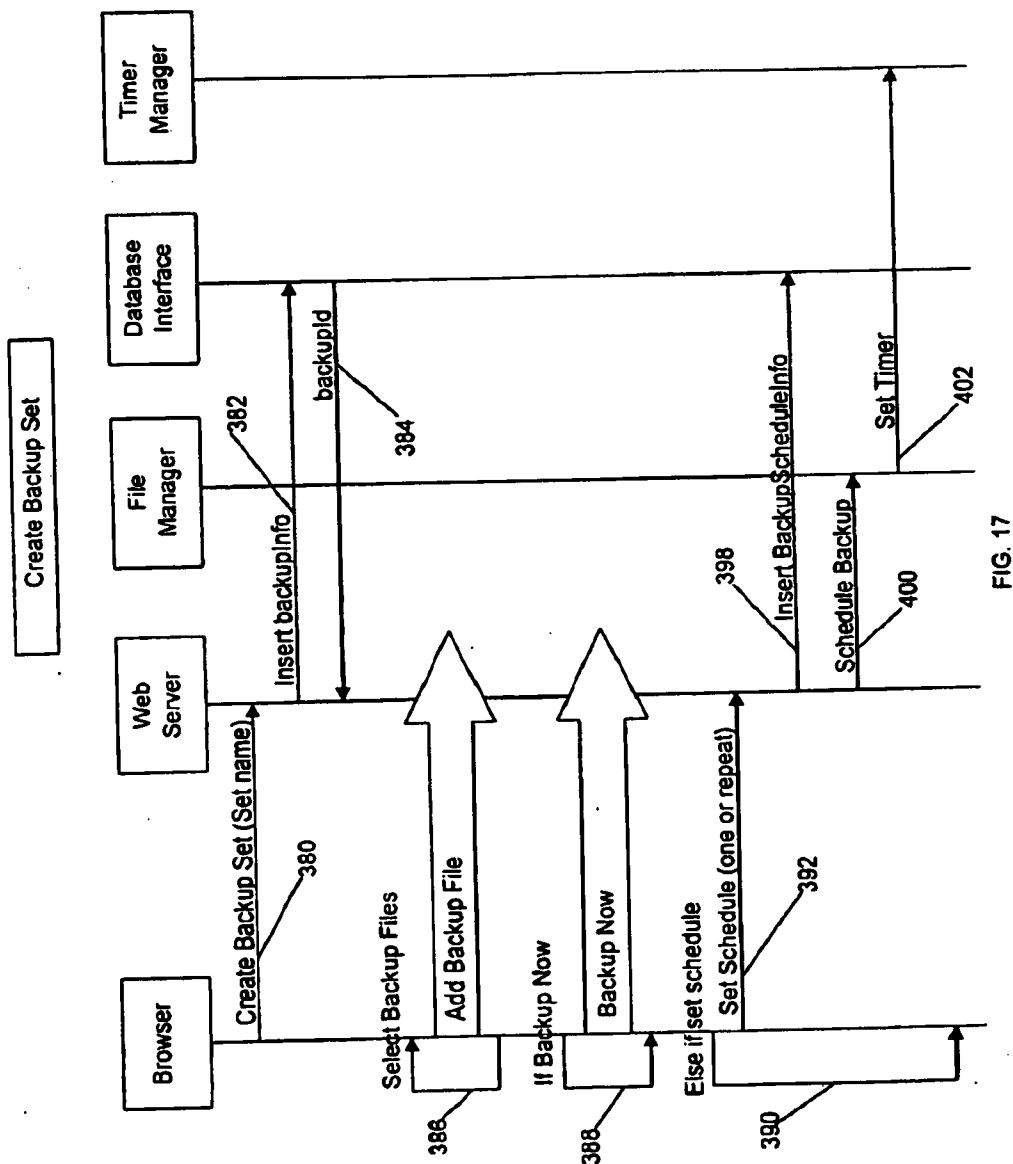 Create Backup Set
Browser
Web
Server
File
Manager
Database
Interface
Timer
Manager
Create Backup Set (Set name)
380
Insert backupInfo
382
backupId
384
Select Backup Files
Add Backup File
386
If Backup Now
Backup Now
388
Else if set schedule
Set Schedule (one or repeat)
392
390
398
Insert BackupScheduleInfo
Schedule Backup
400
Set Timer
402
FIG. 17